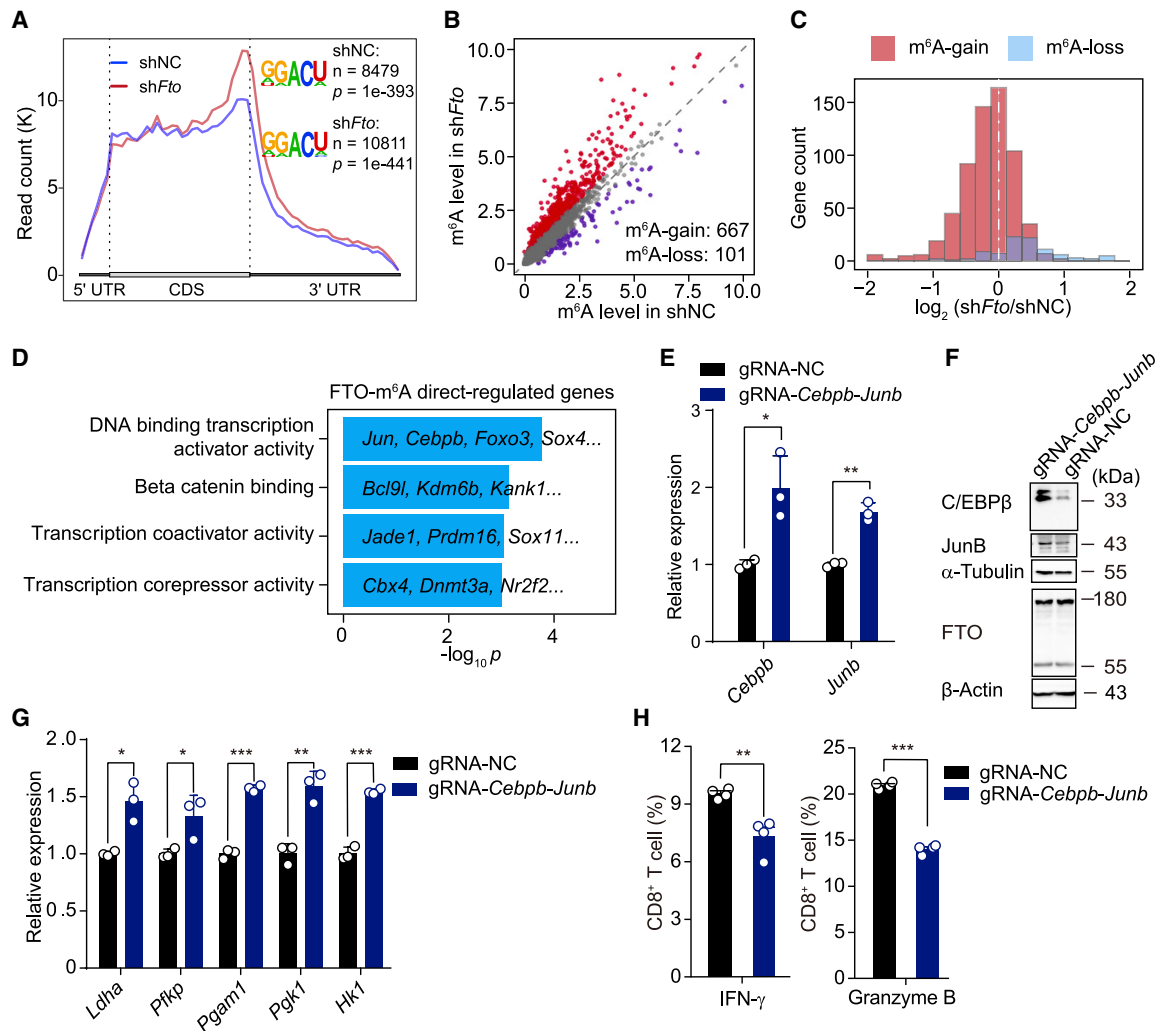 A
shNC
shFto
shNC:
GGACU
n = 8479
p = 1e-393
shFto:
GGACU
n = 10811
p = 1e-441
Read count (K)
10
5
0
5' UTR
CDS
3' UTR
B
m⁶A level in shFto
10.0
7.5
5.0
2.5
0
m⁶A-gain: 667
m⁶A-loss: 101
0
2.5
5.0
7.5
10.0
m⁶A level in shNC
C
m⁶A-gain
m⁶A-loss
Gene count
150
100
50
0
−2
−1
0
1
2
log₂ (shFto/shNC)
D
FTO-m⁶A direct-regulated genes
DNA binding transcription
activator activity
Jun, Cebpb, Foxo3, Sox4...
Beta catenin binding
Bcl9l, Kdm6b, Kank1...
Transcription coactivator activity
Jade1, Prdm16, Sox11...
Transcription corepressor activity
Cbx4, Dnmt3a, Nr2f2...
0
2
4
-log₁₀ p
E
gRNA-NC
gRNA-Cebpb-Junb
Relative expression
3
2
1
0
*
**
Cebpb
Junb
F
gRNA-Cebpb-Junb
gRNA-NC
(kDa)
C/EBPβ
33
JunB
43
α-Tubulin
55
180
FTO
55
β-Actin
43
G
Relative expression
2.0
1.5
1.0
0.5
0
*
*
***
**
***
gRNA-NC
gRNA-Cebpb-Junb
Ldha
Pfkp
Pgam1
Pgk1
Hk1
H
CD8⁺ T cell (%)
12
9
6
3
0
**
IFN-γ
CD8⁺ T cell (%)
25
20
15
10
5
0
***
Granzyme B
gRNA-NC
gRNA-Cebpb-Junb